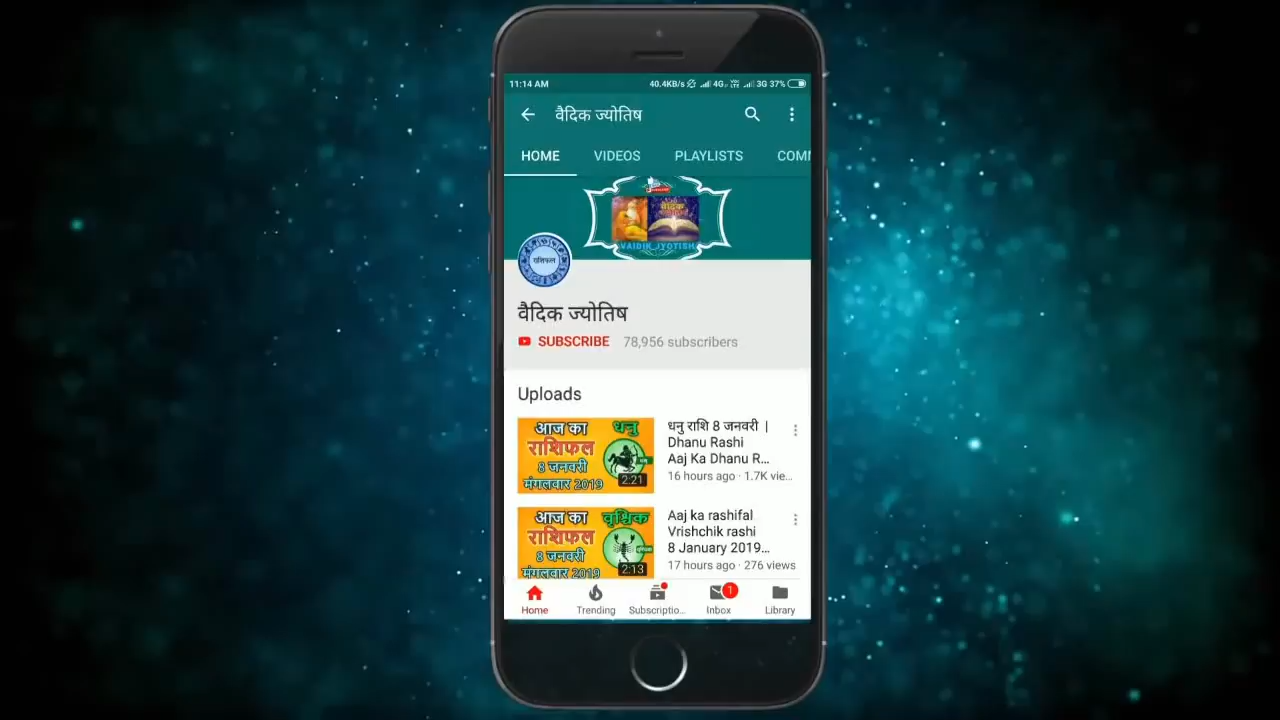 11:14 AM
40.4KB/s 4G 3G 37%
वैदिक ज्योतिष
HOME VIDEOS PLAYLISTS COM
वैदिक
VAIDIK JYOTISH
राशिफल
वैदिक ज्योतिष
SUBSCRIBE 78,956 subscribers
Uploads
आज का धनु
राशिफल
8 जनवरी
मंगलवार 2019
2:21
धनु राशि 8 जनवरी |
Dhanu Rashi
Aaj Ka Dhanu R...
16 hours ago · 1.7K vie...
आज का वृश्चिक
राशिफल
8 जनवरी
मंगलवार 2019
2:13
Aaj ka rashifal
Vrishchik rashi
8 January 2019...
17 hours ago · 276 views
Home Trending Subscriptio... Inbox 1 Library